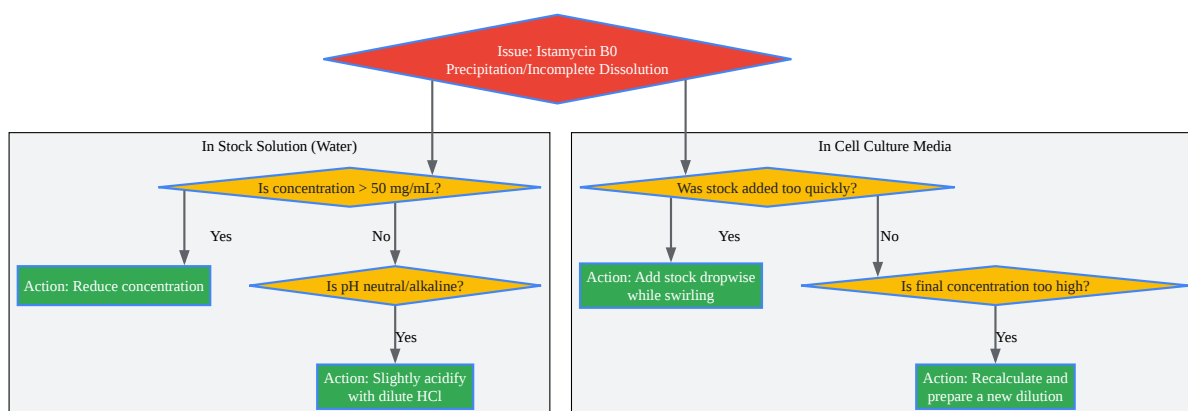 Issue: Istamycin B0
Precipitation/Incomplete Dissolution
In Stock Solution (Water)
Is concentration > 50 mg/mL?
Yes
No
Action: Reduce concentration
Is pH neutral/alkaline?
Yes
Action: Slightly acidify
with dilute HCl
In Cell Culture Media
Was stock added too quickly?
Yes
No
Action: Add stock dropwise
while swirling
Is final concentration too high?
Yes
Action: Recalculate and
prepare a new dilution